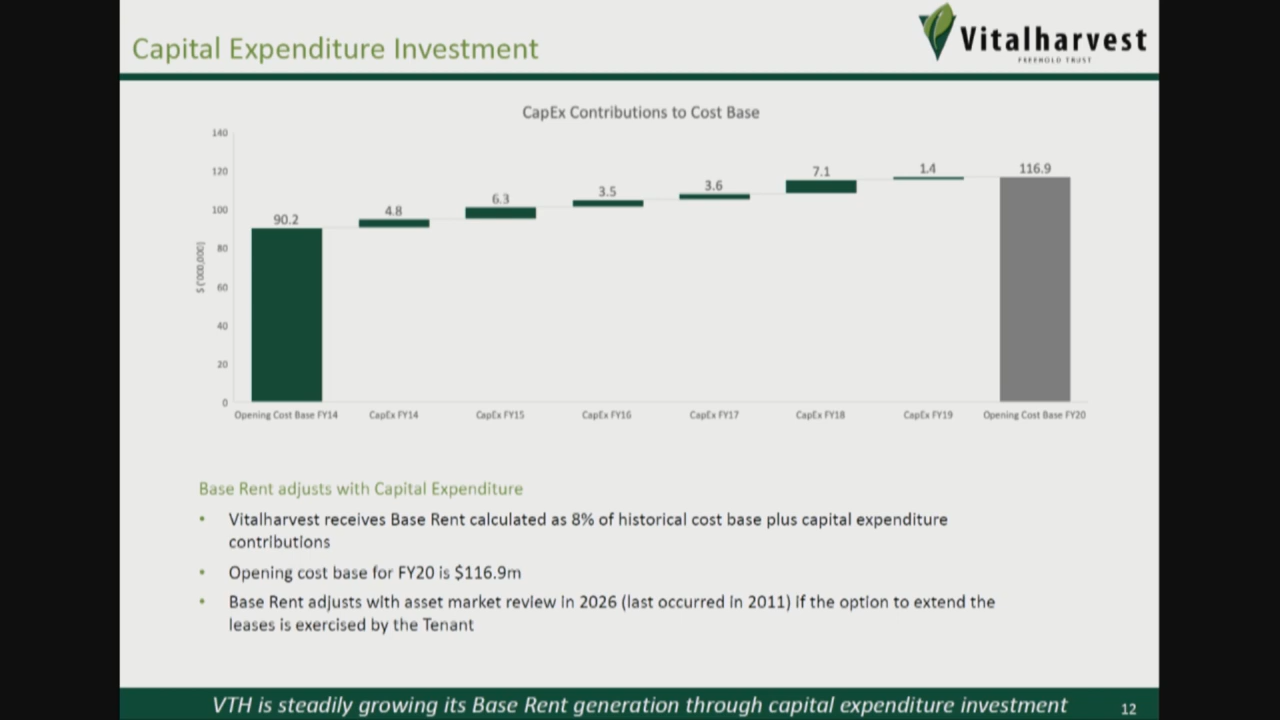 Capital Expenditure Investment
Vitalharvest
FREEHOLD TRUST
CapEx Contributions to Cost Base
140
120
100
80
60
40
20
0
$ ('000,000)
90.2
4.8
6.3
3.5
3.6
7.1
1.4
116.9
Opening Cost Base FY14
CapEx FY14
CapEx FY15
CapEx FY16
CapEx FY17
CapEx FY18
CapEx FY19
Opening Cost Base FY20
Base Rent adjusts with Capital Expenditure
• Vitalharvest receives Base Rent calculated as 8% of historical cost base plus capital expenditure
contributions
• Opening cost base for FY20 is $116.9m
• Base Rent adjusts with asset market review in 2026 (last occurred in 2011) if the option to extend the
leases is exercised by the Tenant
VTH is steadily growing its Base Rent generation through capital expenditure investment
12